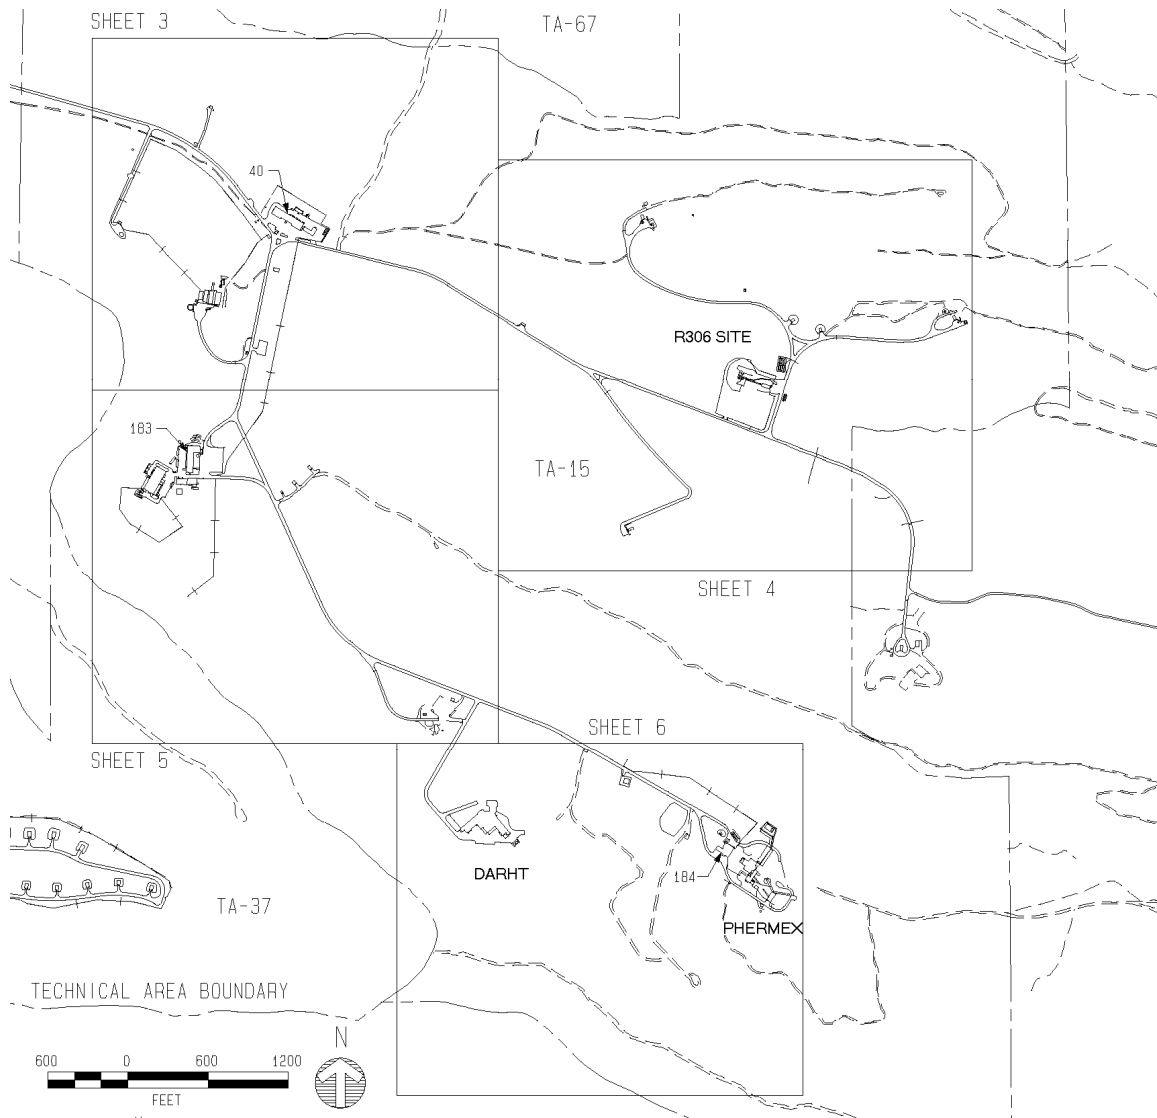 SHEET 3
TA-67
40
R306 SITE
183
TA-15
SHEET 4
SHEET 6
SHEET 5
DARHT
184
TA-37
PHERMEX
TECHNICAL AREA BOUNDARY
N
600 0 600 1200
FEET